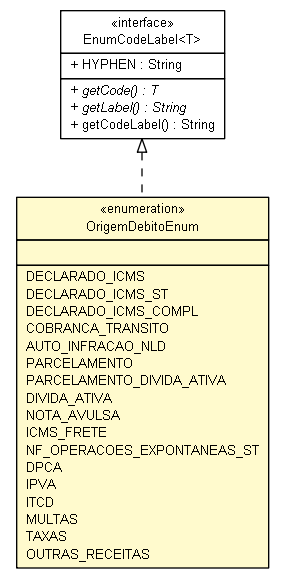 «interface»
EnumCodeLabel<T>
+ HYPHEN : String
+ getCode() : T
+ getLabel() : String
+ getCodeLabel() : String
«enumeration»
OrigemDebitoEnum
DECLARADO_ICMS
DECLARADO_ICMS_ST
DECLARADO_ICMS_COMPL
COBRANCA_TRANSITO
AUTO_INFRACAO_NLD
PARCELAMENTO
PARCELAMENTO_DIVIDA_ATIVA
DIVIDA_ATIVA
NOTA_AVULSA
ICMS_FRETE
NF_OPERACOES_EXPONTANEAS_ST
DPCA
IPVA
ITCD
MULTAS
TAXAS
OUTRAS_RECEITAS